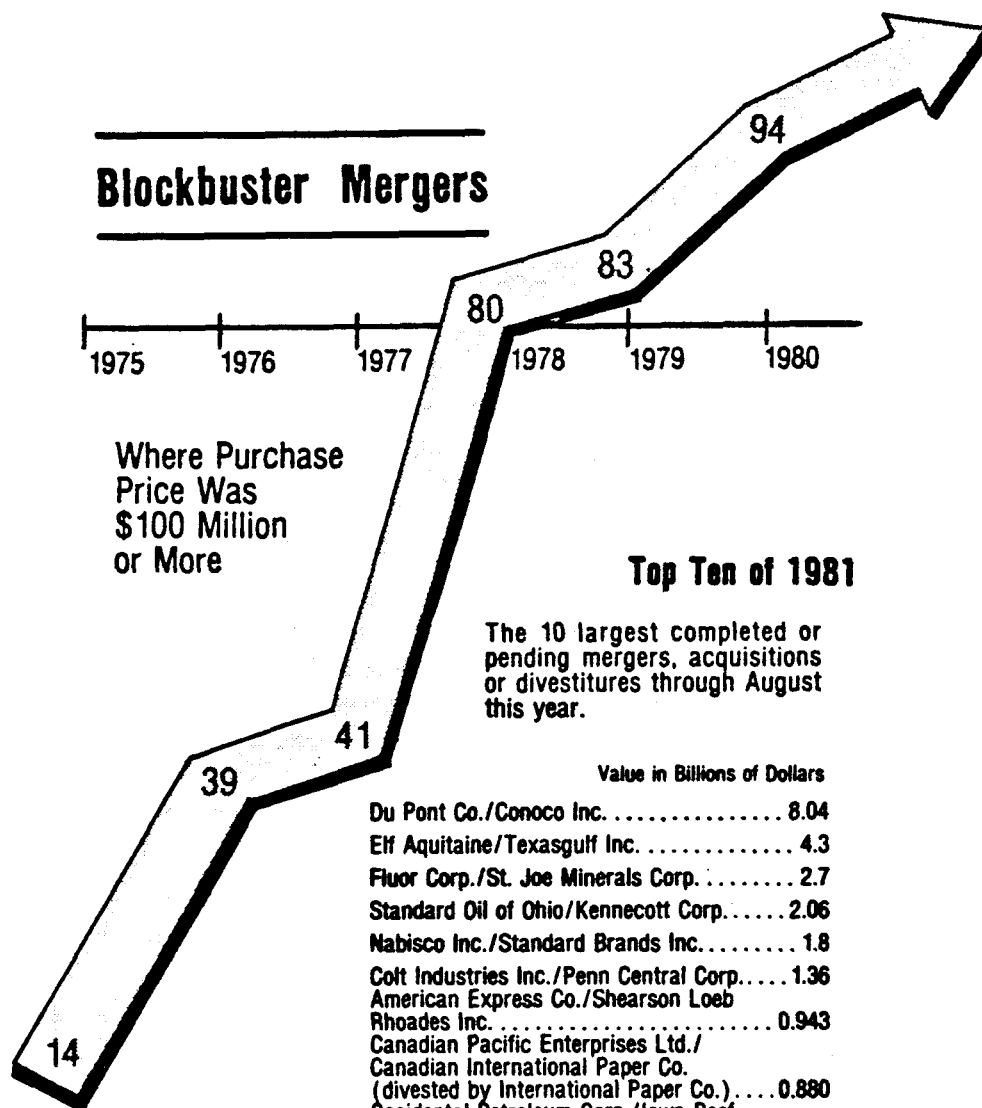 Blockbuster Mergers
94
83
80
1975 1976 1977 1978 1979 1980
Where Purchase
Price Was
$100 Million
or More
41
39
14
Top Ten of 1981
The 10 largest completed or
pending mergers, acquisitions
or divestitures through August
this year.
Value in Billions of Dollars
Du Pont Co./Conoco Inc. . . . . . . . . . . . . . . . 8.04
Elf Aquitaine/Texasgulf Inc. . . . . . . . . . . . . . 4.3
Fluor Corp./St. Joe Minerals Corp. . . . . . . . . 2.7
Standard Oil of Ohio/Kennecott Corp. . . . . . 2.06
Nabisco Inc./Standard Brands Inc. . . . . . . . . 1.8
Colt Industries Inc./Penn Central Corp. . . . . 1.36
American Express Co./Shearson Loeb
Rhoades Inc. . . . . . . . . . . . . . . . . . . . . . . . 0.943
Canadian Pacific Enterprises Ltd./
Canadian International Paper Co.
(divested by International Paper Co.) . . . . 0.880
Occidental Petroleum Corp./Iowa Beef